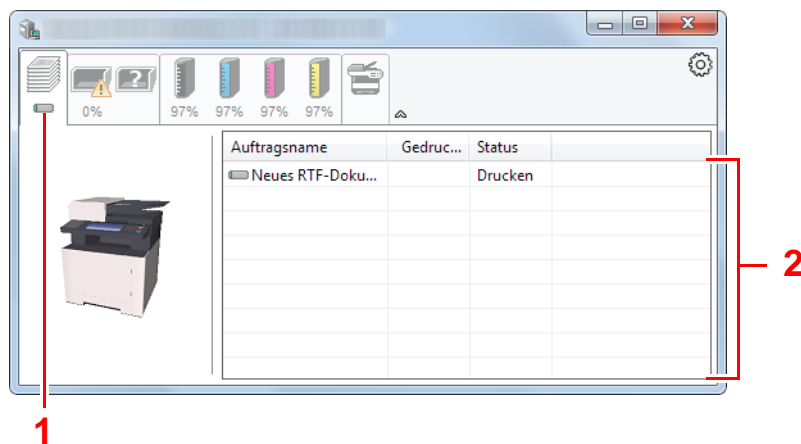 0% 97% 97% 97% 97%
Auftragsname Gedruc... Status
Neues RTF-Doku... Drucken
2
1